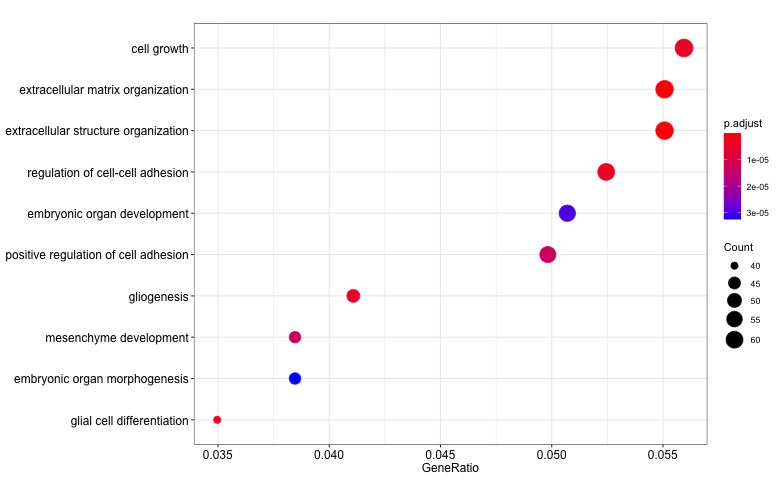 cell growth
extracellular matrix organization
extracellular structure organization
regulation of cell-cell adhesion
embryonic organ development
positive regulation of cell adhesion
gliogenesis
mesenchyme development
embryonic organ morphogenesis
glial cell differentiation
0.035 0.040 0.045 0.050 0.055
GeneRatio
p.adjust
1e-05
2e-05
3e-05
Count
40
45
50
55
60